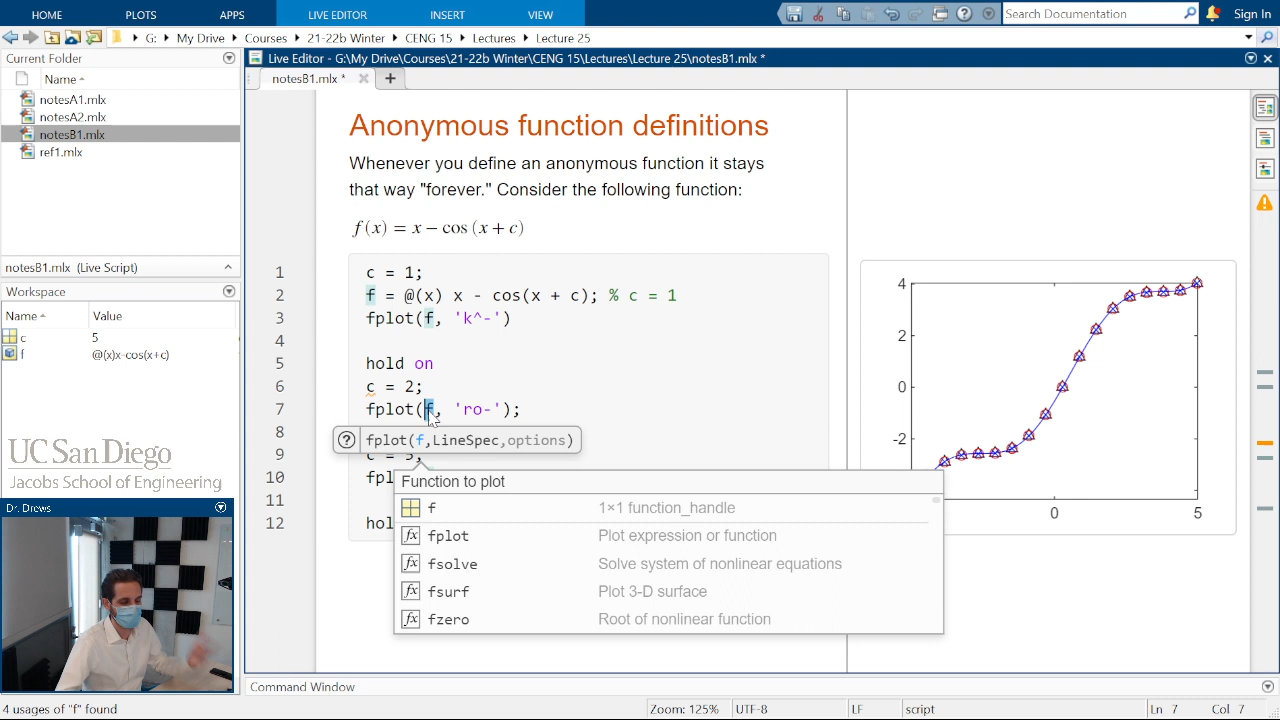 HOME PLOTS APPS LIVE EDITOR INSERT VIEW Search Documentation Sign In
G: My Drive Courses 21-22b Winter CENG 15 Lectures Lecture 25
Current Folder
Live Editor - G:\My Drive\Courses\21-22b Winter\CENG 15\Lectures\Lecture 25\notesB1.mlx *
Name
notesB1.mlx *
notesA1.mlx
notesA2.mlx
notesB1.mlx
ref1.mlx
notesB1.mlx (Live Script)
Workspace
Name Value
c 5
f @(x)x-cos(x+c)
UC San Diego
Jacobs School of Engineering
Dr. Drews
Anonymous function definitions
Whenever you define an anonymous function it stays
that way "forever." Consider the following function:
f(x) = x − cos (x + c)
1 c = 1;
2 f = @(x) x - cos(x + c); % c = 1
3 fplot(f, 'k^-')
4
5 hold on
6 c = 2;
7 fplot(f, 'ro-');
8
fplot(f,LineSpec,options)
9
10 fpl
11
12 hol
Function to plot
f 1×1 function_handle
fx fplot Plot expression or function
fx fsolve Solve system of nonlinear equations
fx fsurf Plot 3-D surface
fx fzero Root of nonlinear function
4
2
0
-2
0 5
Command Window
4 usages of "f" found Zoom: 125% UTF-8 LF script Ln 7 Col 7